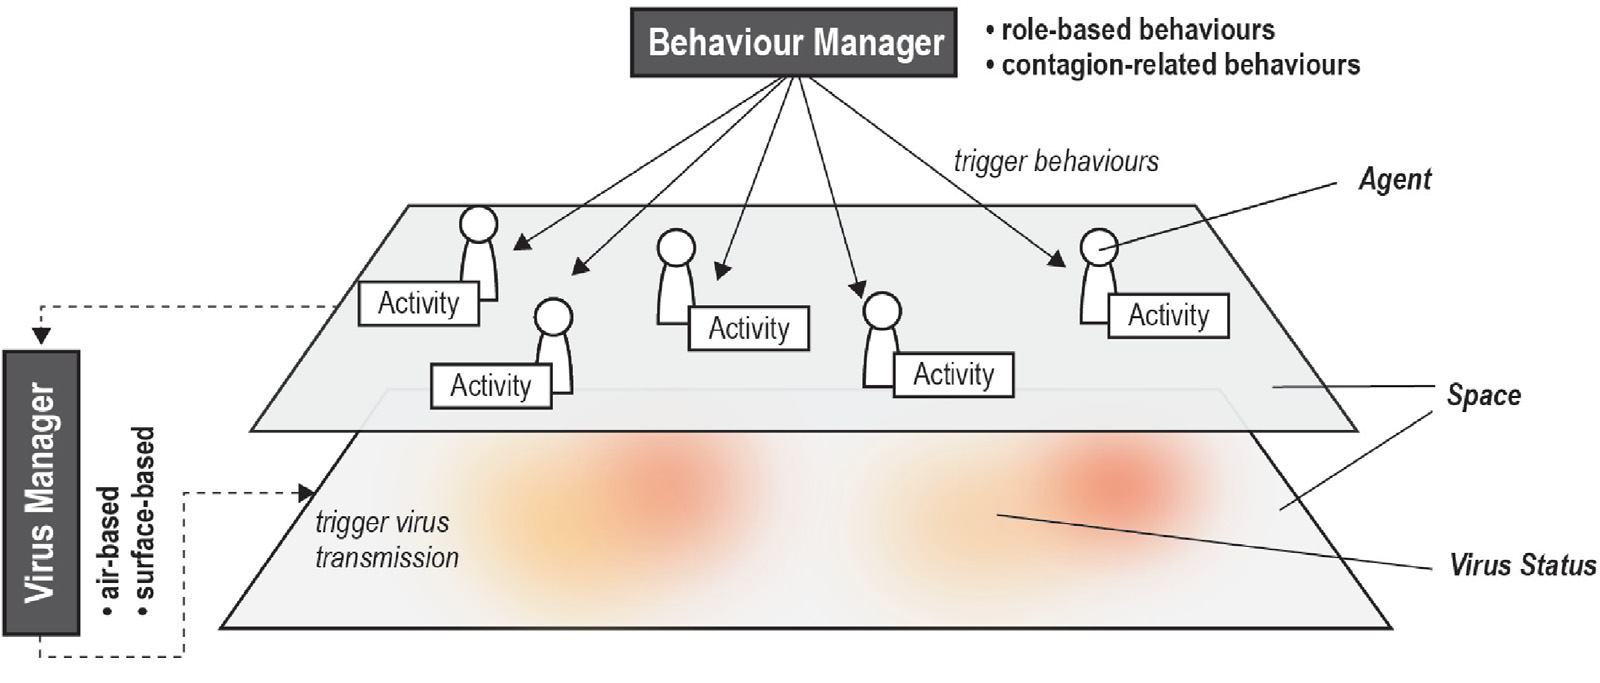 Behaviour Manager
• role-based behaviours
• contagion-related behaviours
trigger behaviours
Agent
Activity
Activity
Activity
Activity
Activity
Space
Virus Manager
• air-based
• surface-based
trigger virus
transmission
Virus Status